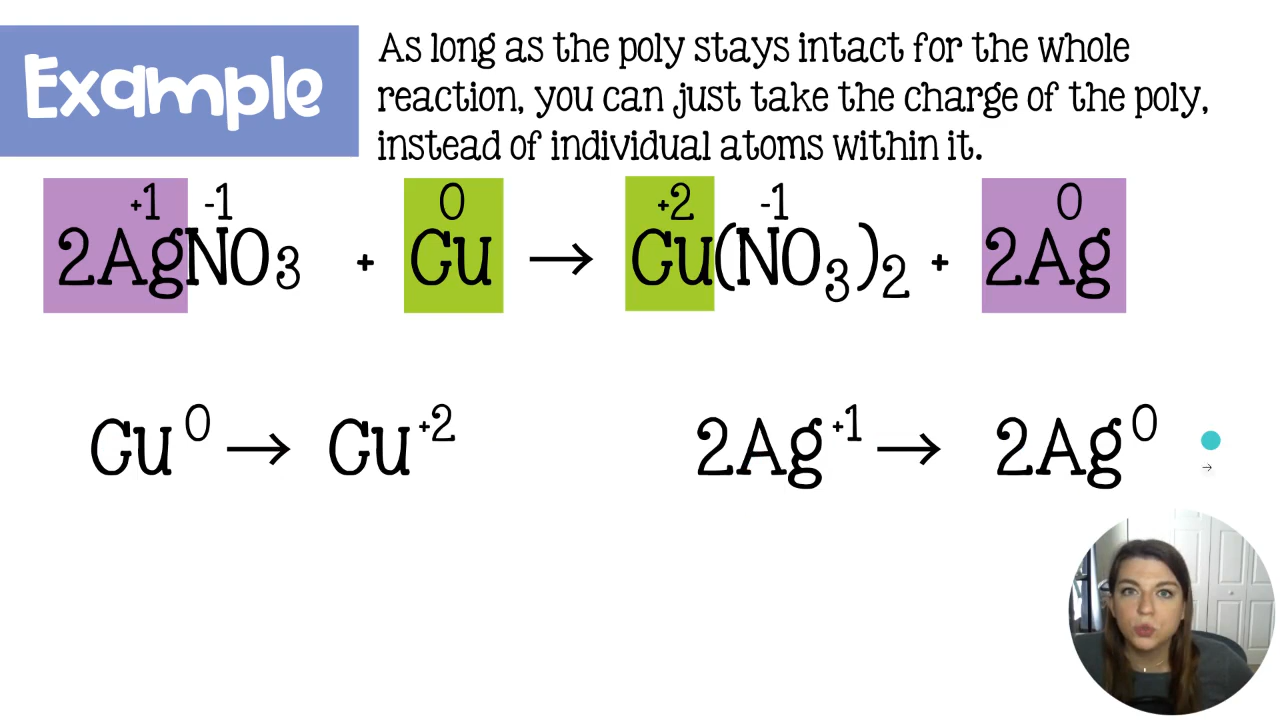 Example
As long as the poly stays intact for the whole
reaction, you can just take the charge of the poly,
instead of individual atoms within it.
+1 -1 0 +2 -1 0
2AgNO3 + Cu → Cu(NO3)2 + 2Ag
Cu⁰ → Cu⁺² 2Ag⁺¹ → 2Ag⁰
→